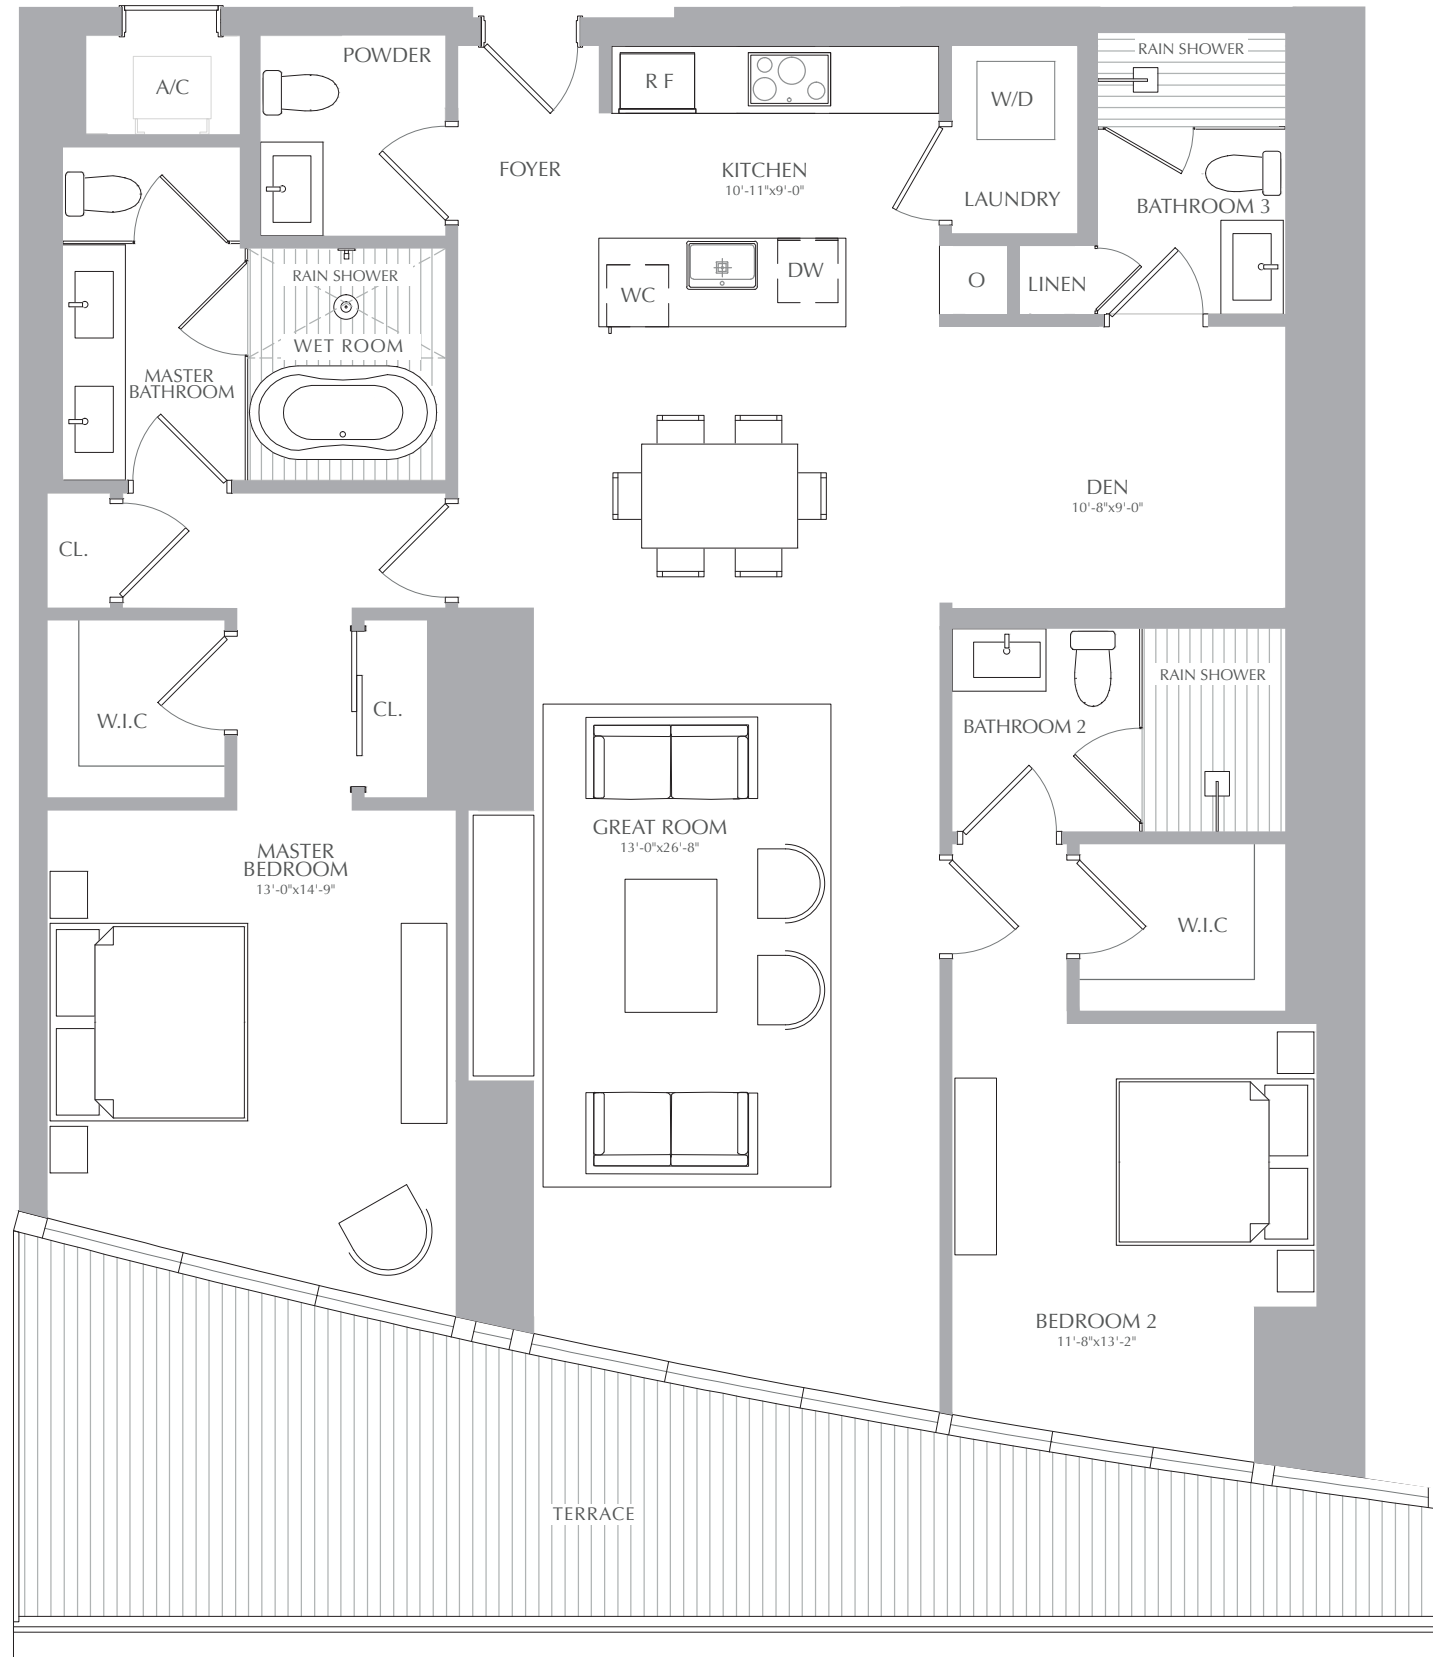 POWDER
RAIN SHOWER
A/C
R F
W/D
FOYER
KITCHEN
10'-11"x9'-0"
LAUNDRY
BATHROOM 3
RAIN SHOWER
WC
DW
O
LINEN
WET ROOM
MASTER
BATHROOM
DEN
10'-8"x9'-0"
CL.
W.I.C
CL.
RAIN SHOWER
BATHROOM 2
GREAT ROOM
13'-0"x26'-8"
MASTER
BEDROOM
13'-0"x14'-9"
W.I.C
BEDROOM 2
11'-8"x13'-2"
TERRACE